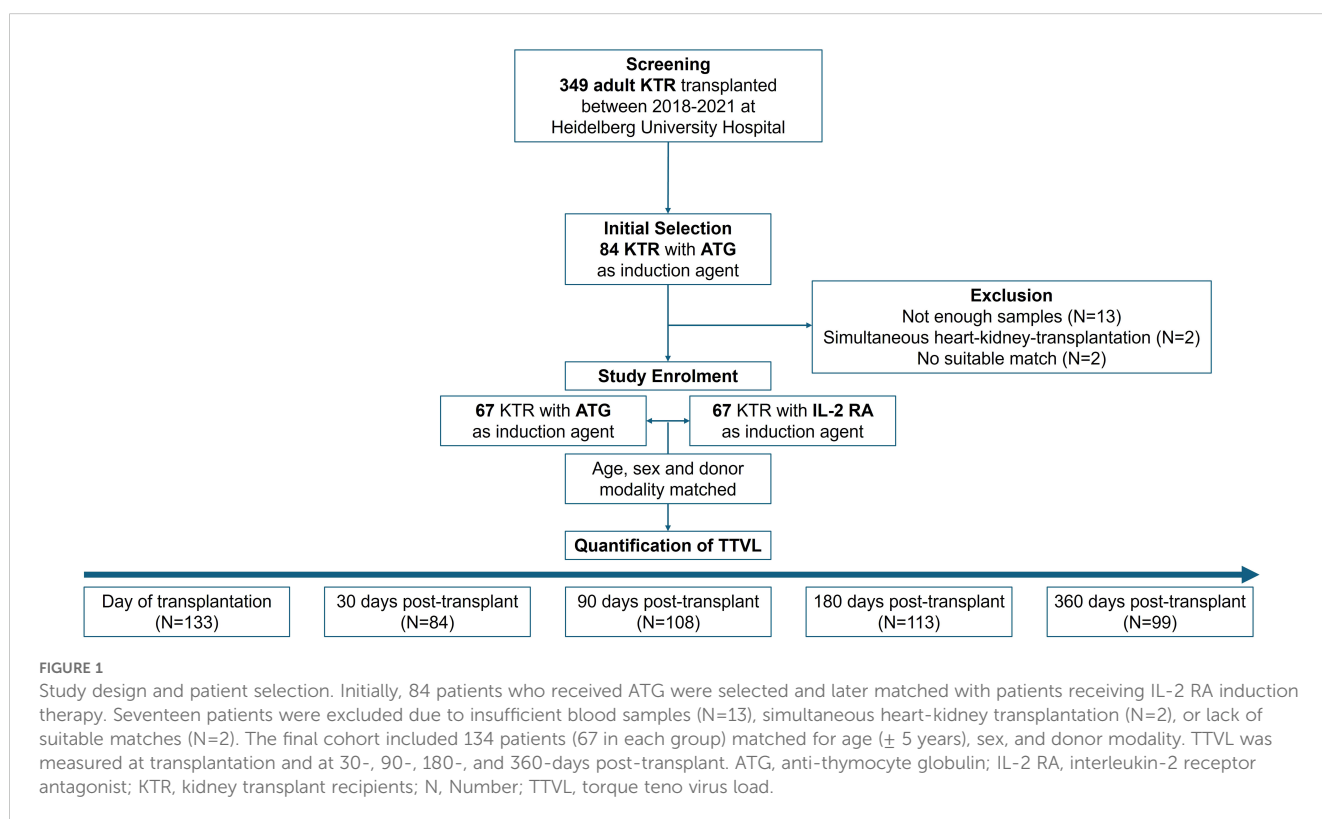 Screening
349 adult KTR transplanted
between 2018-2021 at
Heidelberg University Hospital
Initial Selection
84 KTR with ATG
as induction agent
Exclusion
Not enough samples (N=13)
Simultaneous heart-kidney-transplantation (N=2)
No suitable match (N=2)
Study Enrolment
67 KTR with ATG
as induction agent
67 KTR with IL-2 RA
as induction agent
Age, sex and donor
modality matched
Quantification of TTVL
Day of transplantation
(N=133)
30 days post-transplant
(N=84)
90 days post-transplant
(N=108)
180 days post-transplant
(N=113)
360 days post-transplant
(N=99)
FIGURE 1
Study design and patient selection. Initially, 84 patients who received ATG were selected and later matched with patients receiving IL-2 RA induction
therapy. Seventeen patients were excluded due to insufficient blood samples (N=13), simultaneous heart-kidney transplantation (N=2), or lack of
suitable matches (N=2). The final cohort included 134 patients (67 in each group) matched for age (± 5 years), sex, and donor modality. TTVL was
measured at transplantation and at 30-, 90-, 180-, and 360-days post-transplant. ATG, anti-thymocyte globulin; IL-2 RA, interleukin-2 receptor
antagonist; KTR, kidney transplant recipients; N, Number; TTVL, torque teno virus load.